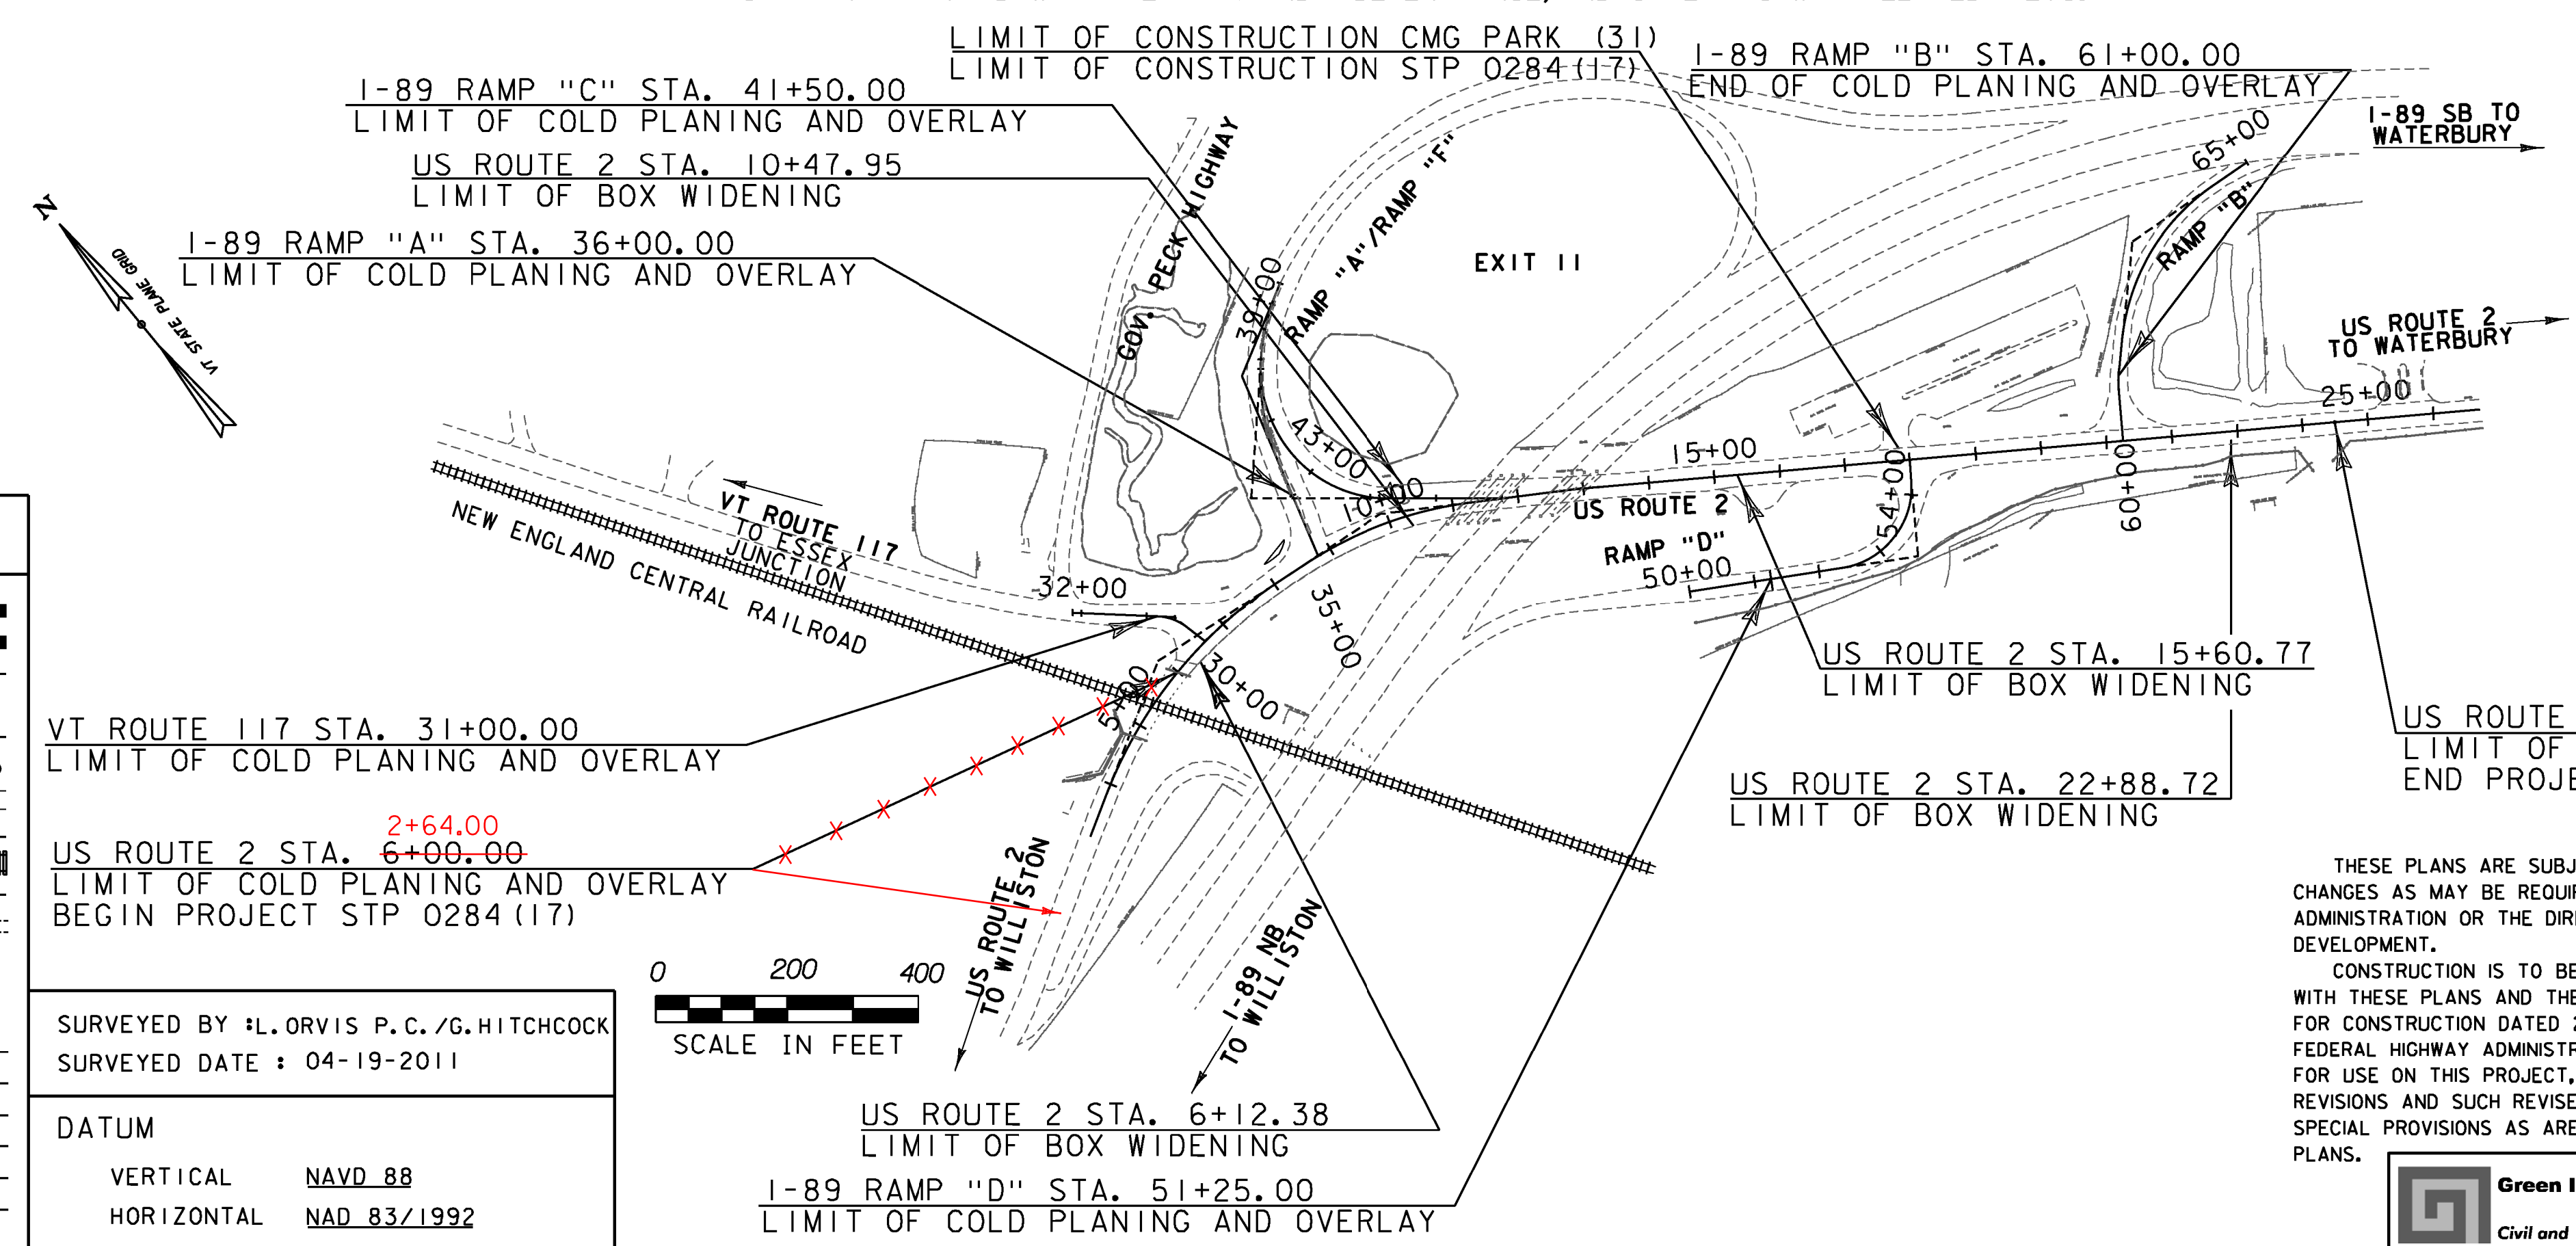 LIMIT OF CONSTRUCTION CMG PARK (31)
LIMIT OF CONSTRUCTION STP 0284(17)
I-89 RAMP "B" STA. 61+00.00
END OF COLD PLANING AND OVERLAY
I-89 RAMP "C" STA. 41+50.00
LIMIT OF COLD PLANING AND OVERLAY
I-89 SB TO
WATERBURY
US ROUTE 2 STA. 10+47.95
LIMIT OF BOX WIDENING
I-89 RAMP "A" STA. 36+00.00
LIMIT OF COLD PLANING AND OVERLAY
N
VT STATE PLANE GRID
GOV. PECK HIGHWAY
39+00
RAMP "A"/RAMP "F"
EXIT 11
65+00
RAMP "B"
US ROUTE 2
TO WATERBURY
25+00
43+00
10+00
15+00
US ROUTE 2
54+00
60+00
RAMP "D"
50+00
VT ROUTE 117
TO ESSEX
JUNCTION
NEW ENGLAND CENTRAL RAILROAD
32+00
35+00
30+00
US ROUTE 2 STA. 15+60.77
LIMIT OF BOX WIDENING
VT ROUTE 117 STA. 31+00.00
LIMIT OF COLD PLANING AND OVERLAY
US ROUTE
LIMIT OF
END PROJE
US ROUTE 2 STA. 22+88.72
LIMIT OF BOX WIDENING
2+64.00
US ROUTE 2 STA. 6+00.00
LIMIT OF COLD PLANING AND OVERLAY
BEGIN PROJECT STP 0284(17)
US ROUTE 2
TO WILLISTON
I-89 NB
TO WILLISTON
0 200 400
SCALE IN FEET
SURVEYED BY :L.ORVIS P.C./G.HITCHCOCK
SURVEYED DATE : 04-19-2011
DATUM
VERTICAL NAVD 88
HORIZONTAL NAD 83/1992
US ROUTE 2 STA. 6+12.38
LIMIT OF BOX WIDENING
I-89 RAMP "D" STA. 51+25.00
LIMIT OF COLD PLANING AND OVERLAY
THESE PLANS ARE SUBJ
CHANGES AS MAY BE REQUI
ADMINISTRATION OR THE DIR
DEVELOPMENT.
CONSTRUCTION IS TO BE
WITH THESE PLANS AND THE
FOR CONSTRUCTION DATED 2
FEDERAL HIGHWAY ADMINISTR
FOR USE ON THIS PROJECT,
REVISIONS AND SUCH REVISE
SPECIAL PROVISIONS AS ARE
PLANS.
Green I
Civil and